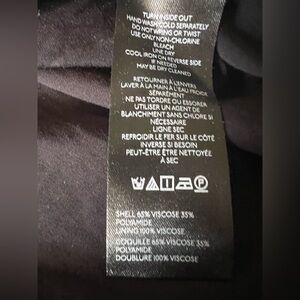 TURN INSIDE OUT
HAND WASH COLD SEPARATELY
DO NOT WRING OR TWIST
USE ONLY NON-CHLORINE
BLEACH
LINE DRY
COOL IRON ON REVERSE SIDE
IF NEEDED
MAY BE DRY CLEANED
RETOURNER À L'ENVERS
LAVER À LA MAIN À L'EAU FROIDE
SÉPARÉMENT
NE PAS TORDRE OU ESSORER
UTILISER UN AGENT DE
BLANCHIMENT SANS CHLORE SI
NÉCESSAIRE
LIGNE SEC
REFROIDIR LE FER SUR LE CÔTÉ
INVERSE SI BESOIN
PEUT-ÊTRE ÊTRE NETTOYÉE
À SEC
SHELL 65% VISCOSE 35%
POLYAMIDE
LINING 100% VISCOSE
COQUILLE 65% VISCOSE 35%
POLYAMIDE
DOUBLURE 100% VISCOSE